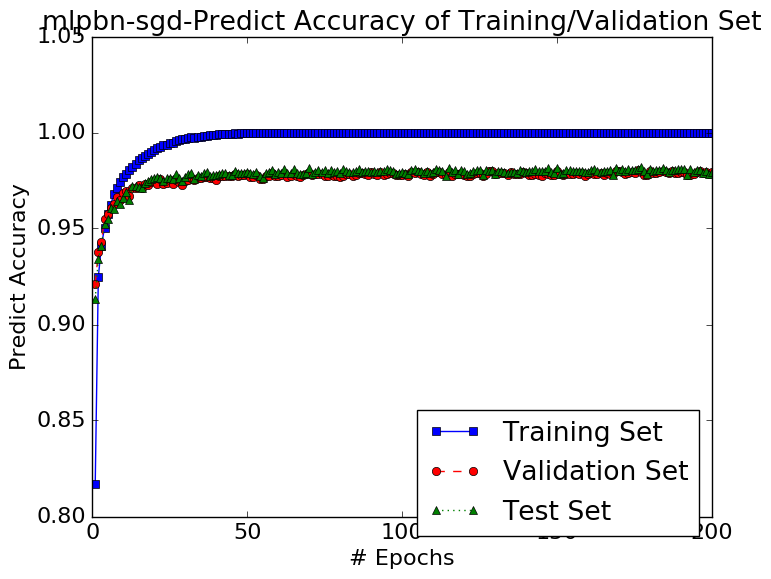 mlpbn-sgd-Predict Accuracy of Training/Validation Set
1.05
1.00
0.95
0.90
0.85
0.80
Predict Accuracy
Training Set
Validation Set
Test Set
0 50 100 150 200
# Epochs